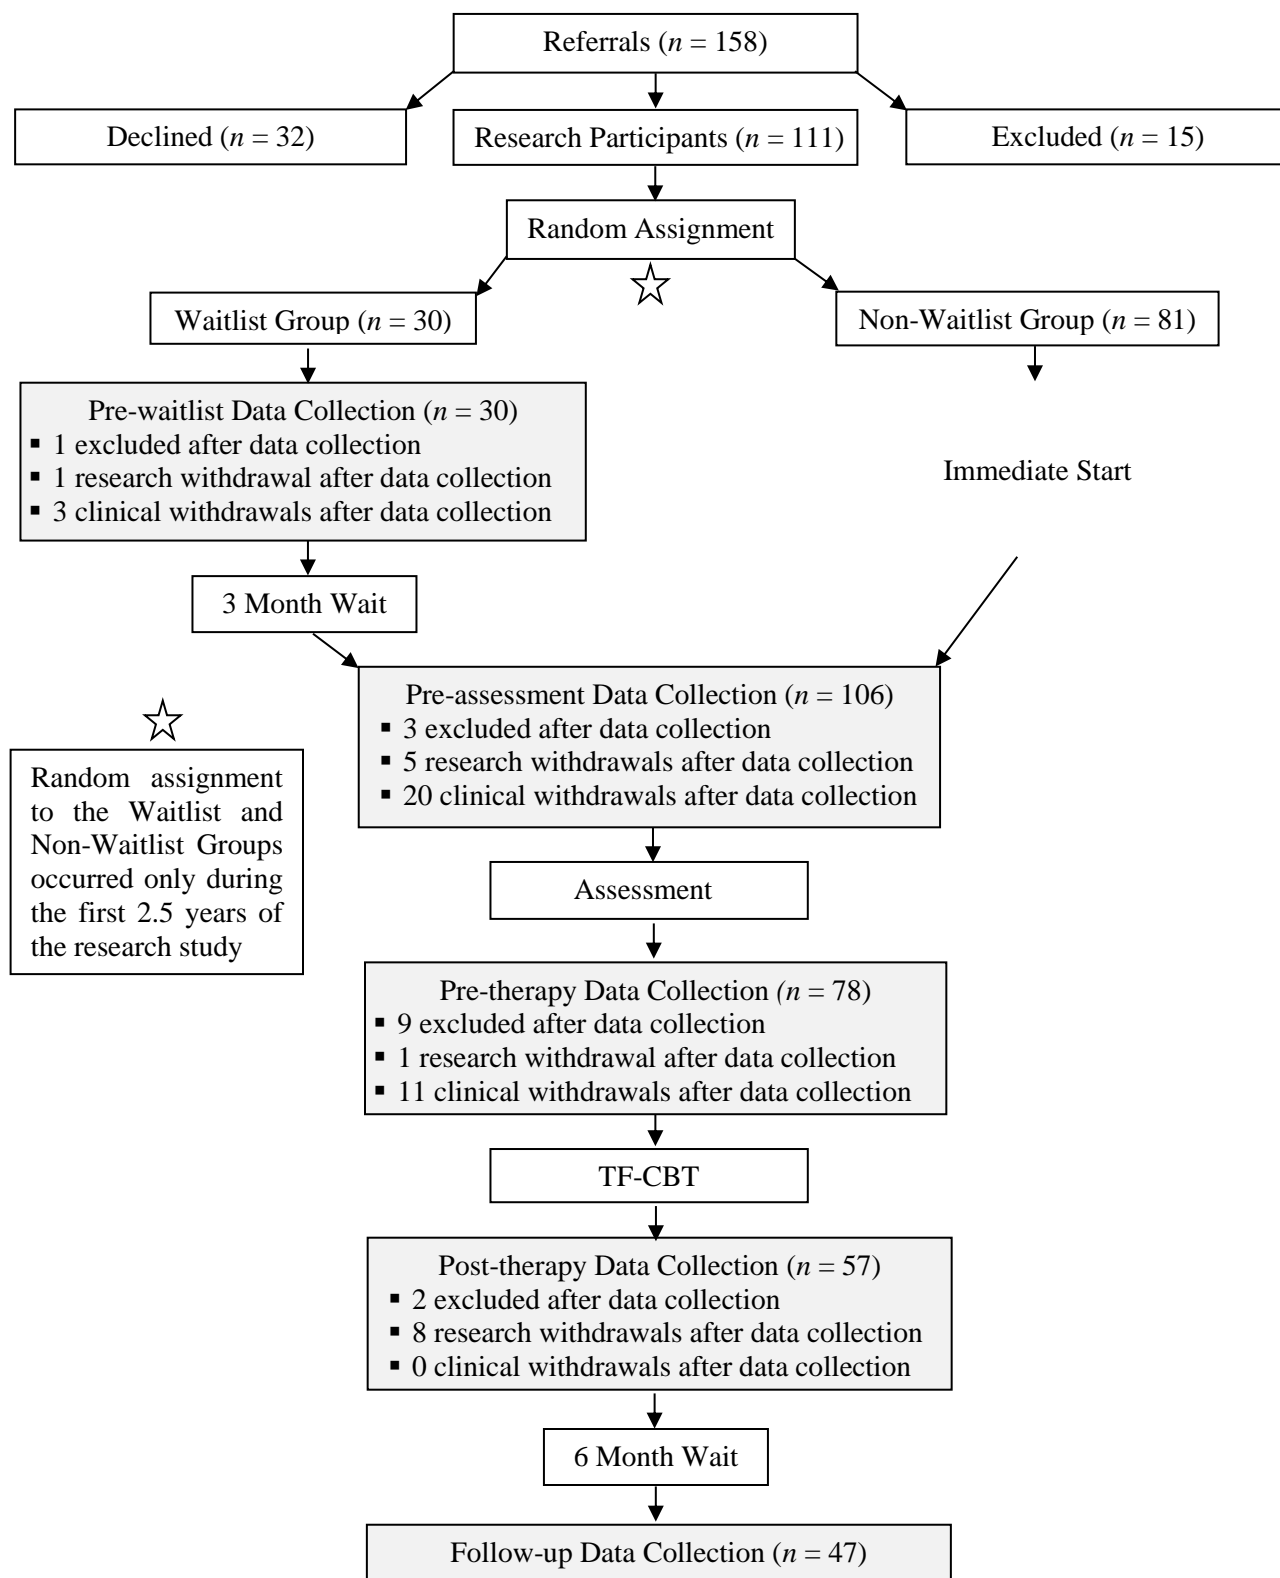 Referrals (n = 158)
Declined (n = 32)
Research Participants (n = 111)
Excluded (n = 15)
Random Assignment
Waitlist Group (n = 30)
Non-Waitlist Group (n = 81)
Pre-waitlist Data Collection (n = 30)
▪ 1 excluded after data collection
▪ 1 research withdrawal after data collection
▪ 3 clinical withdrawals after data collection
Immediate Start
3 Month Wait
Pre-assessment Data Collection (n = 106)
▪ 3 excluded after data collection
▪ 5 research withdrawals after data collection
▪ 20 clinical withdrawals after data collection
Random assignment
to the Waitlist and
Non-Waitlist Groups
occurred only during
the first 2.5 years of
the research study
Assessment
Pre-therapy Data Collection (n = 78)
▪ 9 excluded after data collection
▪ 1 research withdrawal after data collection
▪ 11 clinical withdrawals after data collection
TF-CBT
Post-therapy Data Collection (n = 57)
▪ 2 excluded after data collection
▪ 8 research withdrawals after data collection
▪ 0 clinical withdrawals after data collection
6 Month Wait
Follow-up Data Collection (n = 47)